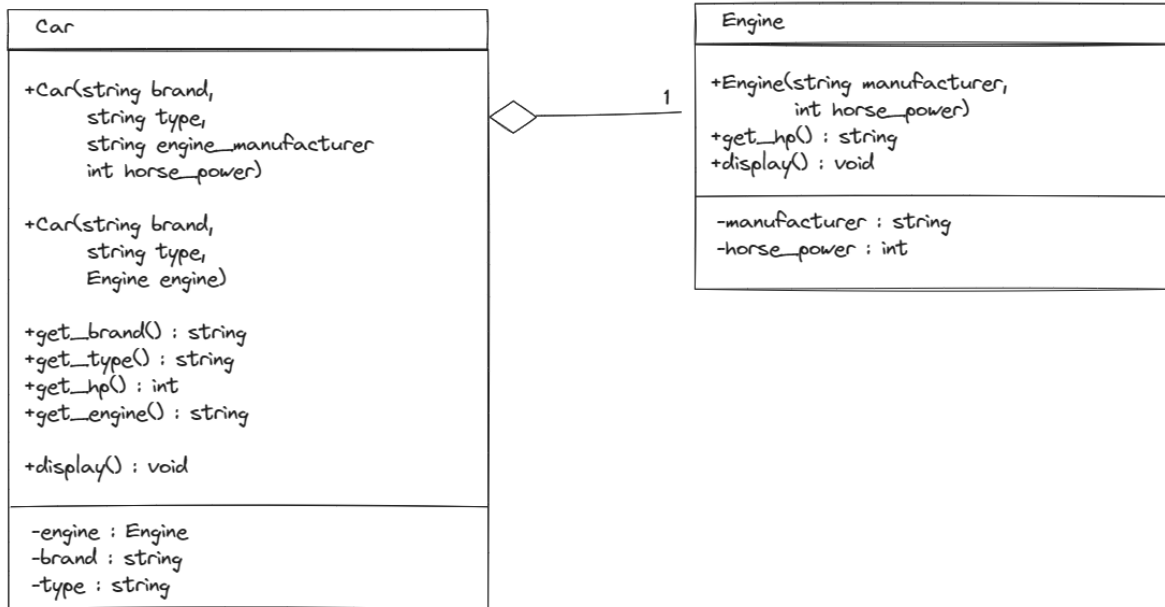 Car
+Car(string brand,
string type,
string engine_manufacturer
int horse_power)
+Car(string brand,
string type,
Engine engine)
+get_brand() : string
+get_type() : string
+get_hp() : int
+get_engine() : string
+display() : void
-engine : Engine
-brand : string
-type : string
1
Engine
+Engine(string manufacturer,
int horse_power)
+get_hp() : string
+display() : void
-manufacturer : string
-horse_power : int